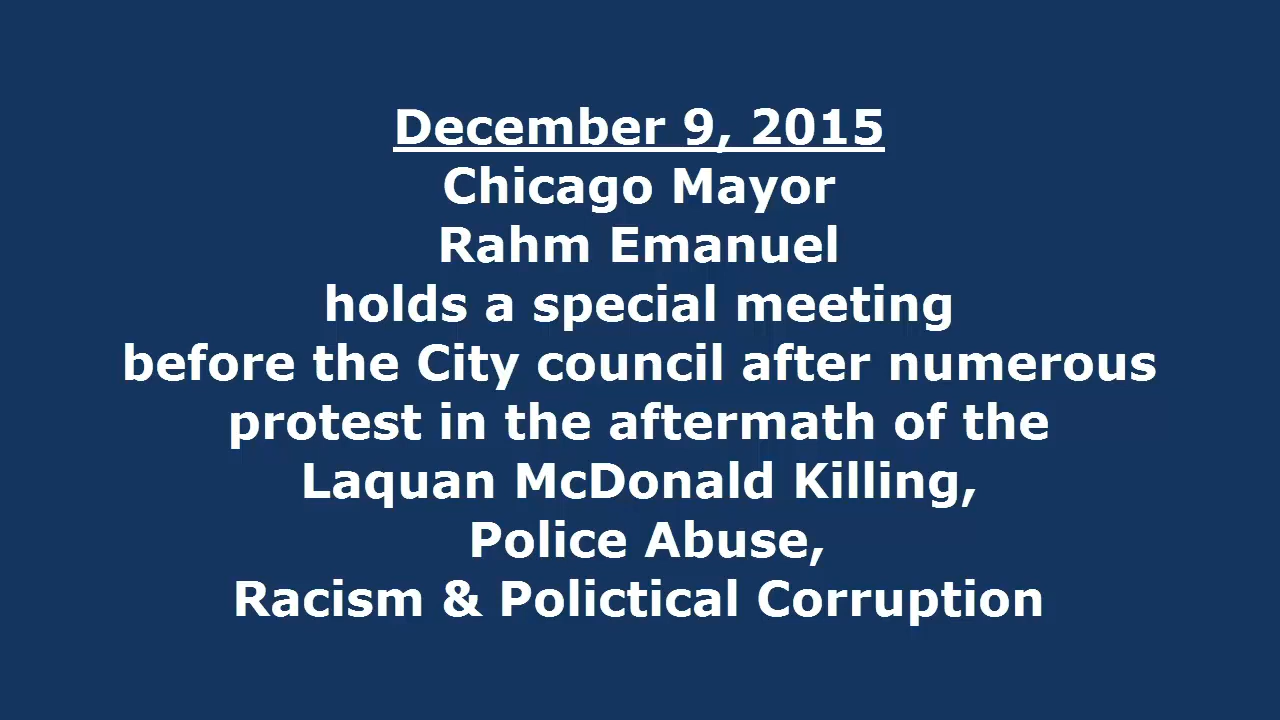 December 9, 2015
Chicago Mayor
Rahm Emanuel
holds a special meeting
before the City council after numerous
protest in the aftermath of the
Laquan McDonald Killing,
Police Abuse,
Racism & Polictical Corruption